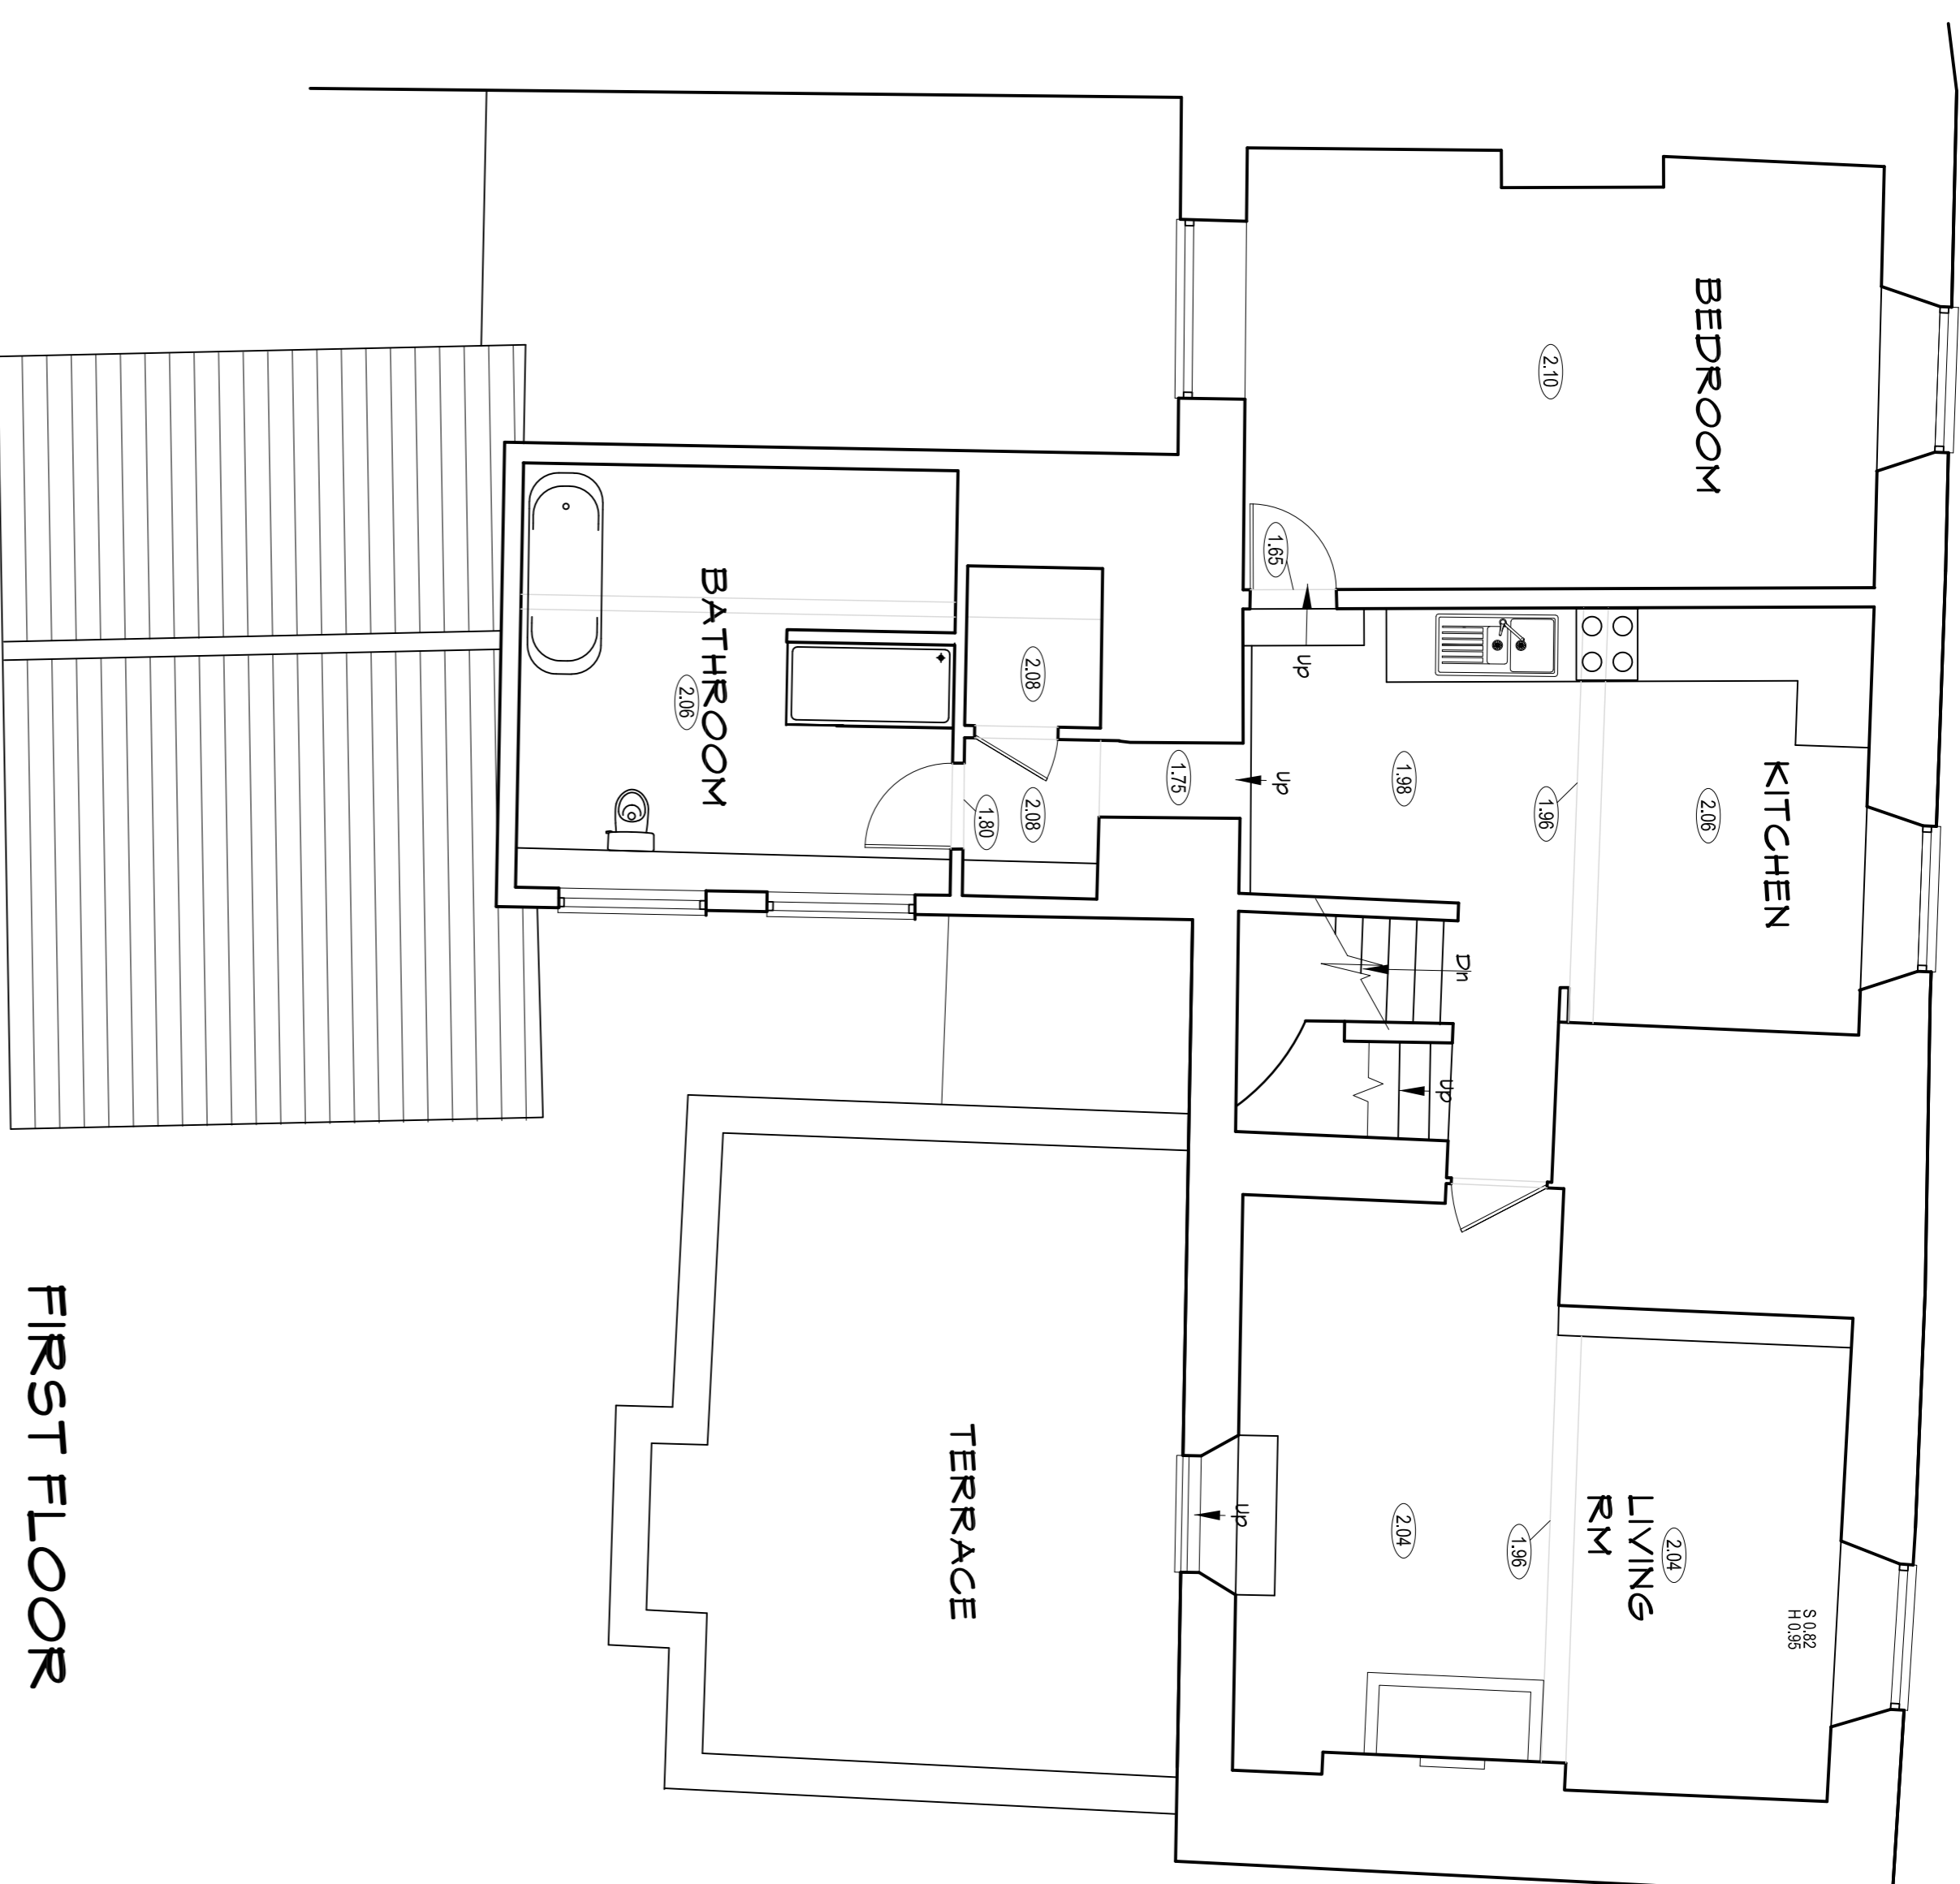 BEDROOM
2.10
1.65
up
KITCHEN
2.06
1.96
1.98
up
1.75
2.08
2.08
1.80
BATHROOM
2.06
Dn
up
LIVING
RM
2.04
S 0.82
H 0.95
1.96
2.04
up
TERRACE
FIRST FLOOR